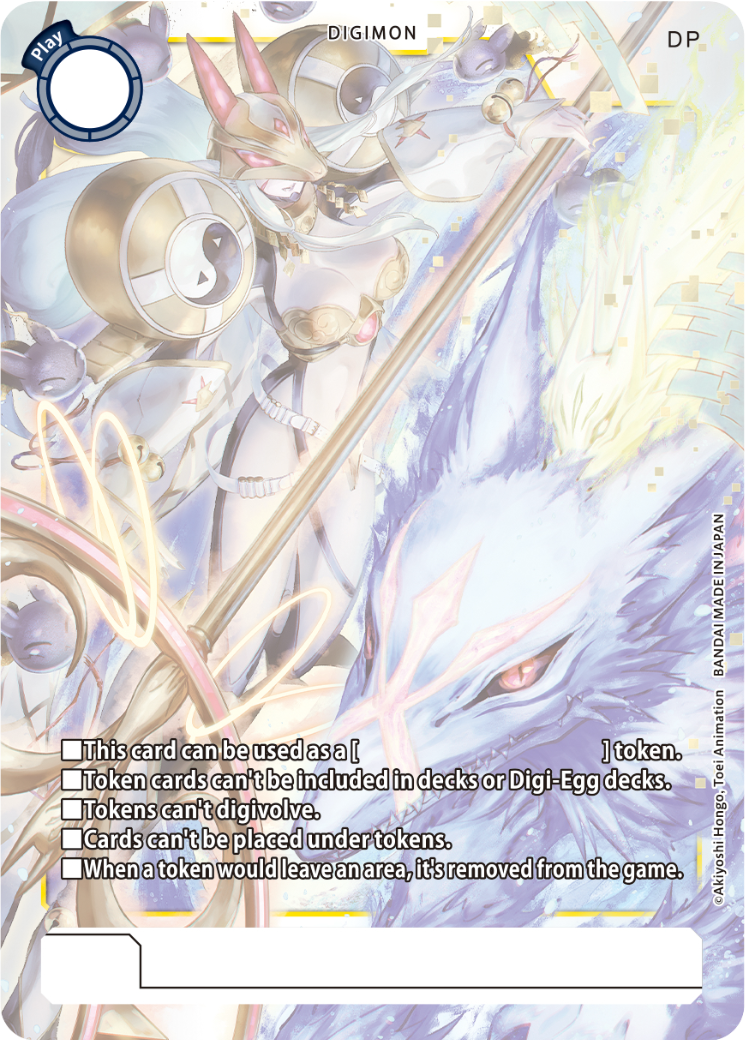 Play
DIGIMON
DP
■This card can be used as a [ ] token.
■Token cards can't be included in decks or Digi-Egg decks.
■Tokens can't digivolve.
■Cards can't be placed under tokens.
■When a token would leave an area, it's removed from the game.
©Akiyoshi Hongo, Toei Animation BANDAI MADE IN JAPAN